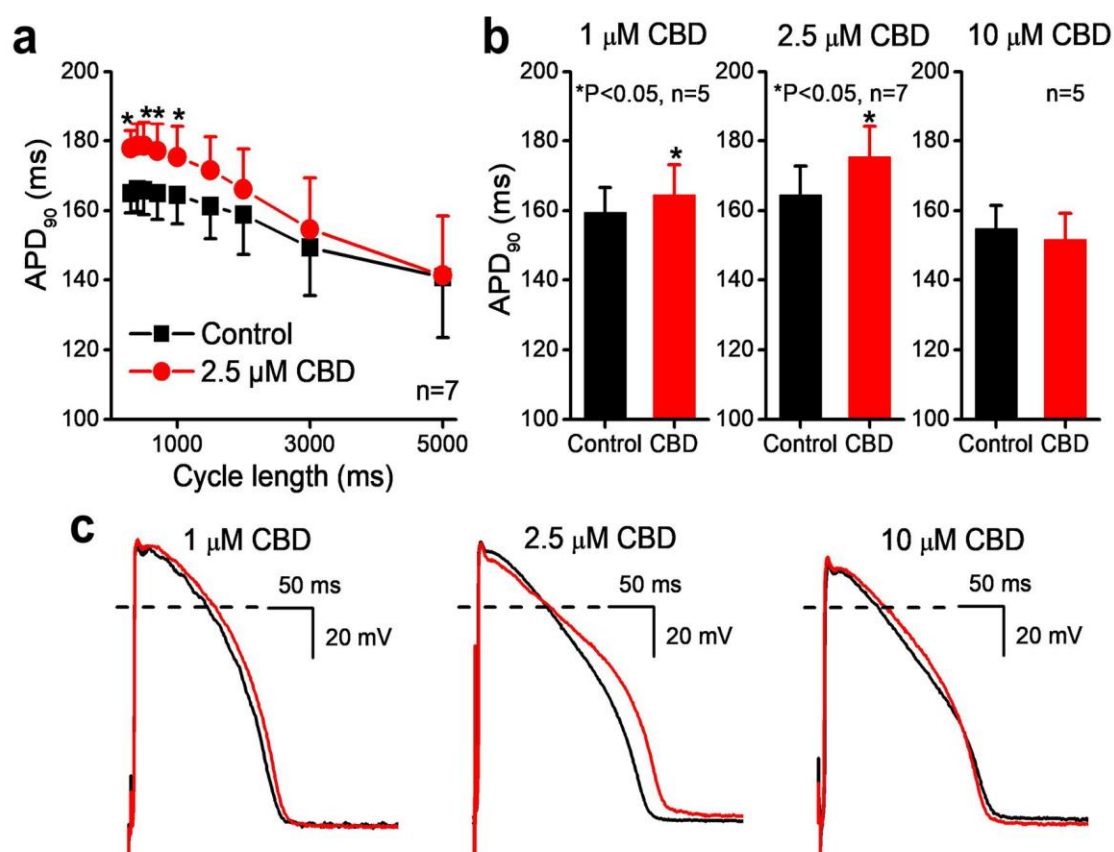 a
200
180
160
140
120
100
APD₉₀ (ms)
* ** *
Control
2.5 µM CBD
n=7
1000 3000 5000
Cycle length (ms)
b
1 µM CBD
2.5 µM CBD
10 µM CBD
200
180
160
140
120
100
APD₉₀ (ms)
*P<0.05, n=5
*
Control CBD
200
180
160
140
120
100
*P<0.05, n=7
*
Control CBD
200
180
160
140
120
100
n=5
Control CBD
c
1 µM CBD
50 ms
20 mV
2.5 µM CBD
50 ms
20 mV
10 µM CBD
50 ms
20 mV